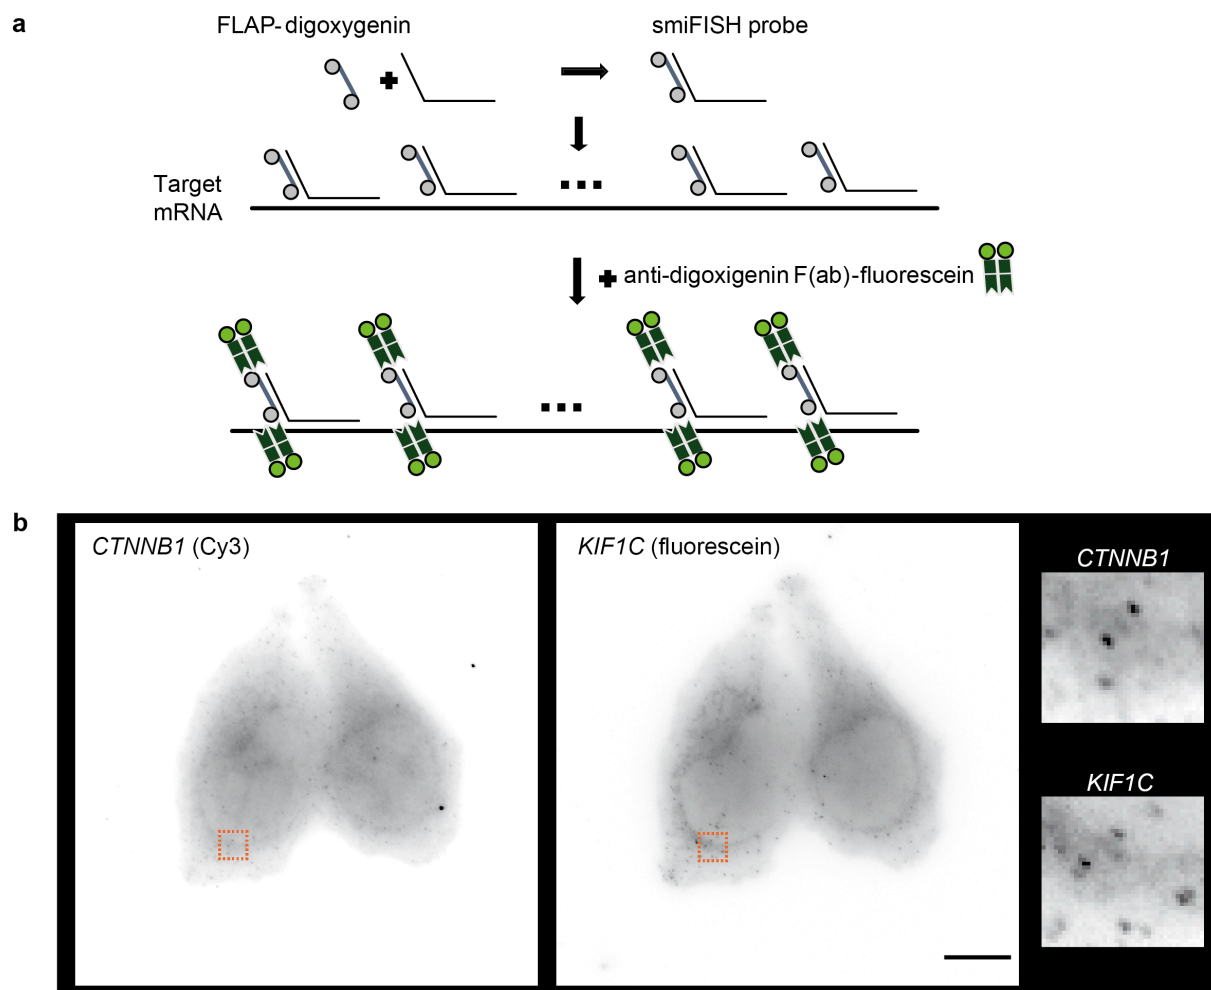 a
FLAP-digoxygenin
smiFISH probe
Target
mRNA
anti-digoxigenin F(ab)-fluorescein
b
CTNNB1 (Cy3)
KIF1C (fluorescein)
CTNNB1
KIF1C